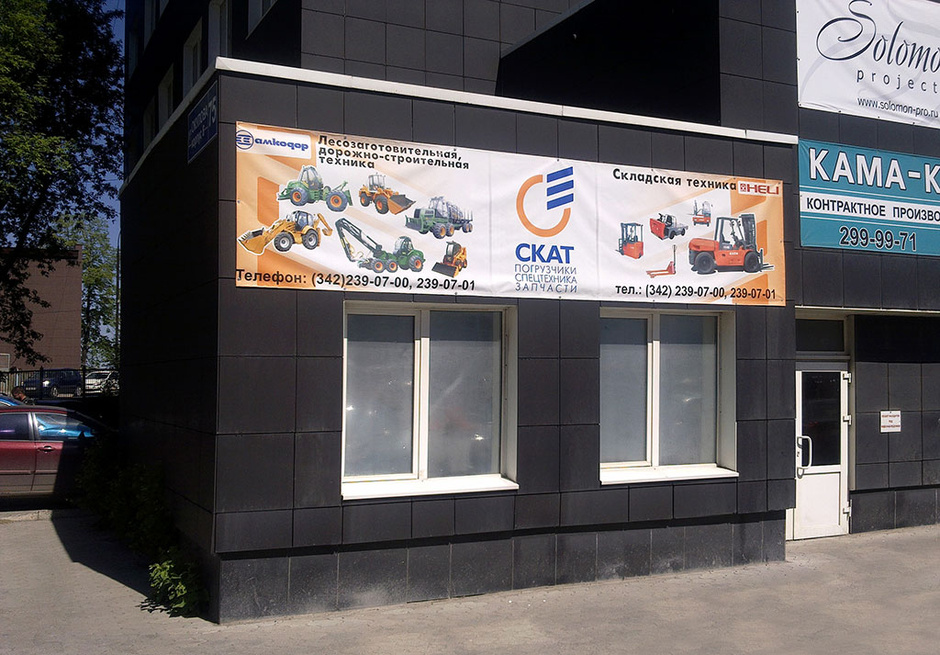 амкодор
Лесозаготовительная,
дорожно-строительная
техника
Телефон: (342)239-07-00, 239-07-01
СКАТ
ПОГРУЗЧИКИ
СПЕЦТЕХНИКА
ЗАПЧАСТИ
Складская техника
HELI
тел.: (342) 239-07-00, 239-07-01
Solomon
project
www.solomon-pro.ru
КАМА-К
КОНТРАКТНОЕ ПРОИЗВО
299-99-71
75